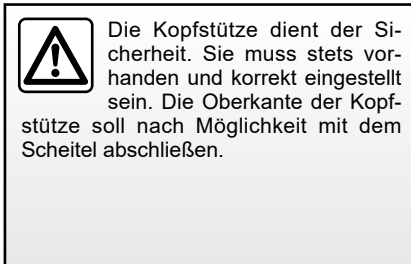 Die Kopfstütze dient der Si-
cherheit. Sie muss stets vor-
handen und korrekt eingestellt
sein. Die Oberkante der Kopf-
stütze soll nach Möglichkeit mit dem
Scheitel abschließen.